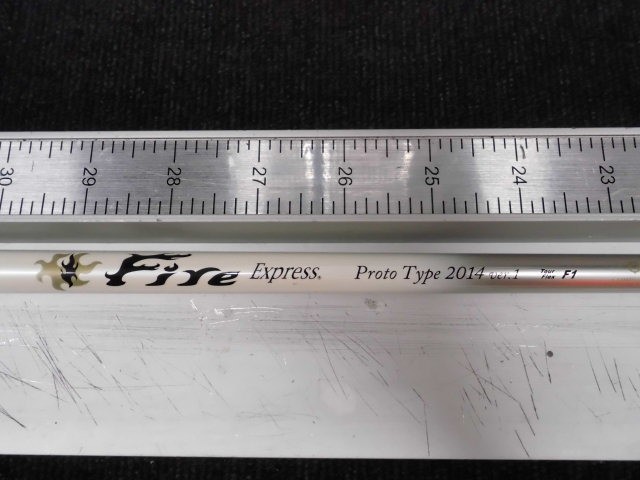 30 29 28 27 26 25 24 23
Fire Express. Proto Type 2014 ver.1 Tour Flex F1